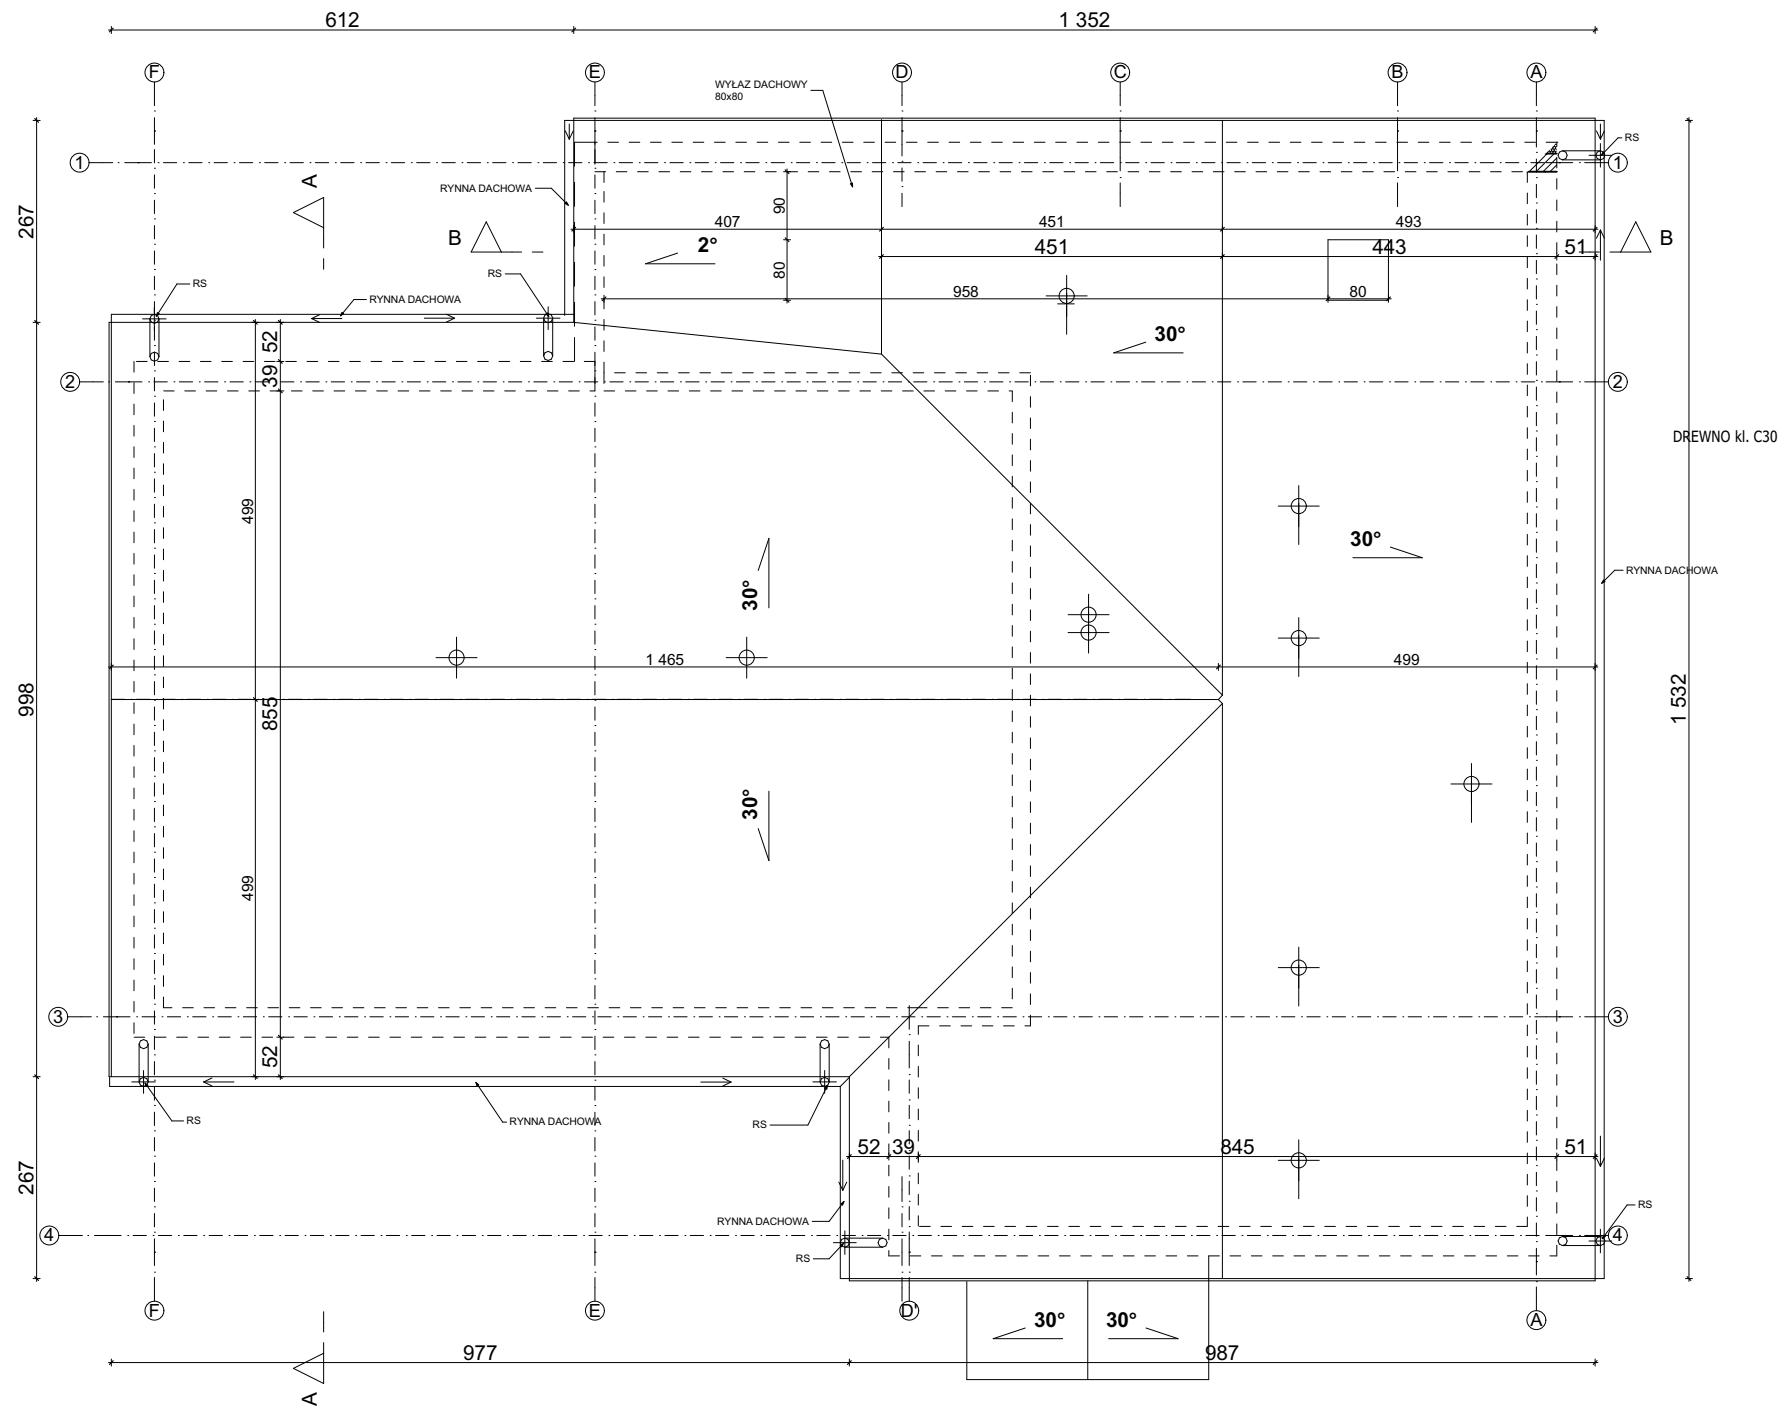 612
1 352
F
E
D
C
B
A
WYŁAZ DACHOWY
80x80
RS
1
1
A
RYNNA DACHOWA
90
267
407
451
493
B
2°
B
451
443
51
RS
80
RS
RYNNA DACHOWA
958
80
52
30°
39
2
2
DREWNO kl. C30
499
30°
RYNNA DACHOWA
30°
1 465
499
998
855
1 532
30°
499
3
3
52
RS
RYNNA DACHOWA
RS
52
39
845
51
267
RYNNA DACHOWA
RS
4
4
RS
F
E
D'
A
30°
30°
977
987
A